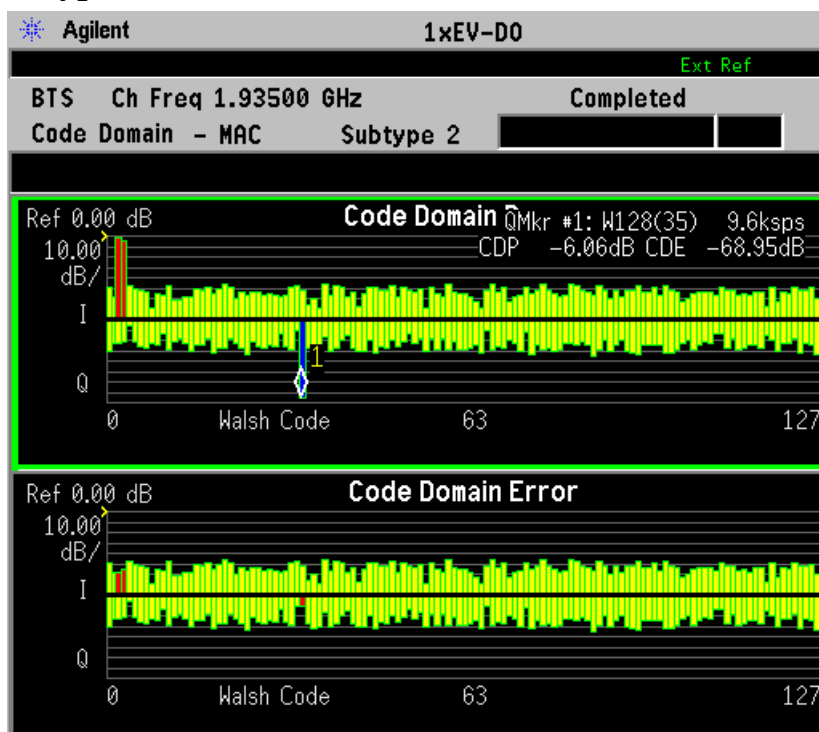 Agilent 1xEV-DO
Ext Ref
BTS Ch Freq 1.93500 GHz Completed
Code Domain - MAC Subtype 2
Ref 0.00 dB Code Domain QMkr #1: W128(35) 9.6ksps
10.00 CDP -6.06dB CDE -68.95dB
dB/
I
1
Q
0 Walsh Code 63 127
Ref 0.00 dB Code Domain Error
10.00
dB/
I
Q
0 Walsh Code 63 127